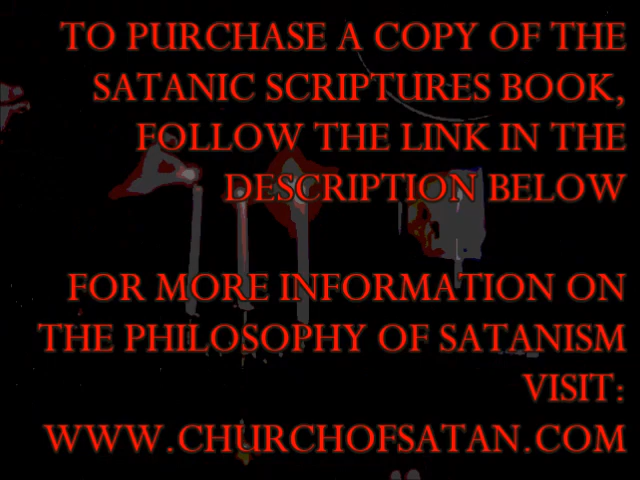 TO PURCHASE A COPY OF THE
SATANIC SCRIPTURES BOOK,
FOLLOW THE LINK IN THE
DESCRIPTION BELOW
FOR MORE INFORMATION ON
THE PHILOSOPHY OF SATANISM
VISIT:
WWW.CHURCHOFSATAN.COM